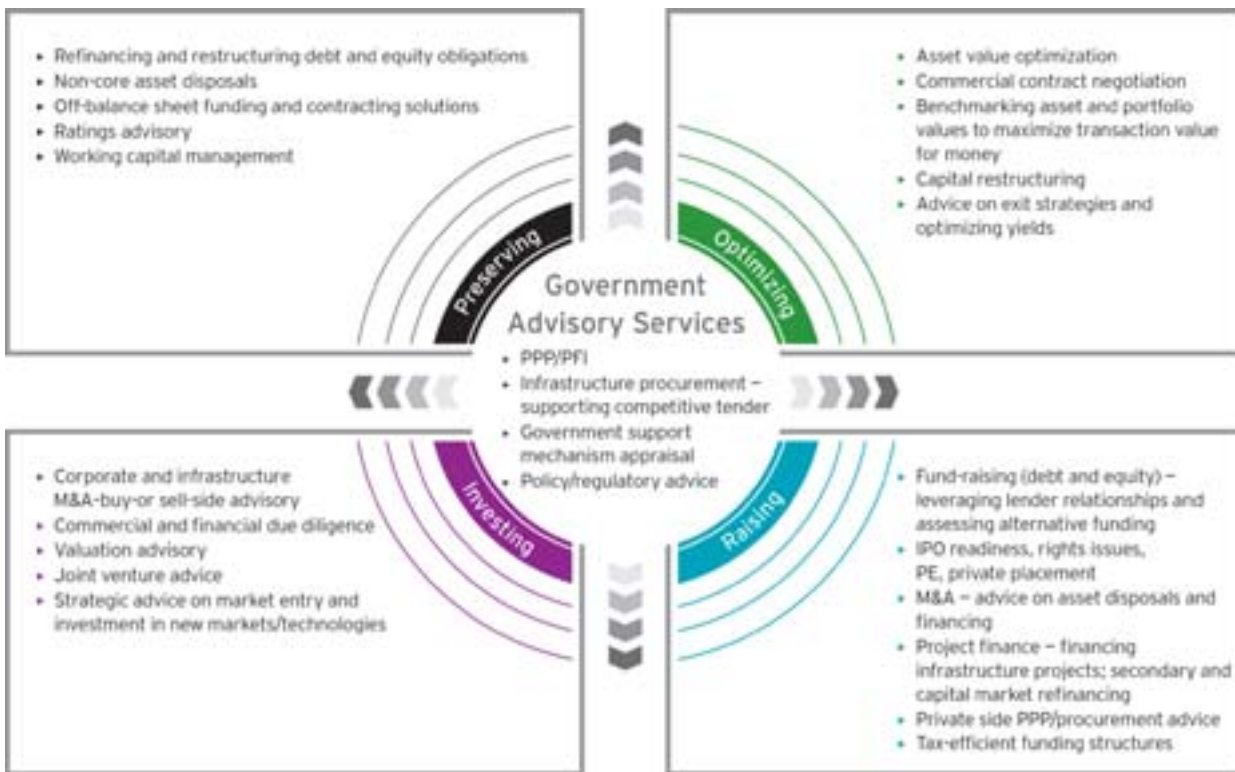 • Refinancing and restructuring debt and equity obligations
• Non-core asset disposals
• Off-balance sheet funding and contracting solutions
• Ratings advisory
• Working capital management
• Asset value optimization
• Commercial contract negotiation
• Benchmarking asset and portfolio
values to maximize transaction value
for money
• Capital restructuring
• Advice on exit strategies and
optimizing yields
Preserving
Optimizing
Government
Advisory Services
• PPP/PFI
• Infrastructure procurement –
supporting competitive tender
• Government support
mechanism appraisal
• Policy/regulatory advice
Investing
Raising
• Corporate and infrastructure
M&A-buy-or sell-side advisory
• Commercial and financial due diligence
• Valuation advisory
• Joint venture advice
• Strategic advice on market entry and
investment in new markets/technologies
• Fund-raising (debt and equity) –
leveraging lender relationships and
assessing alternative funding
• IPO readiness, rights issues,
PE, private placement
• M&A – advice on asset disposals and
financing
• Project finance – financing
infrastructure projects; secondary and
capital market refinancing
• Private side PPP/procurement advice
• Tax-efficient funding structures